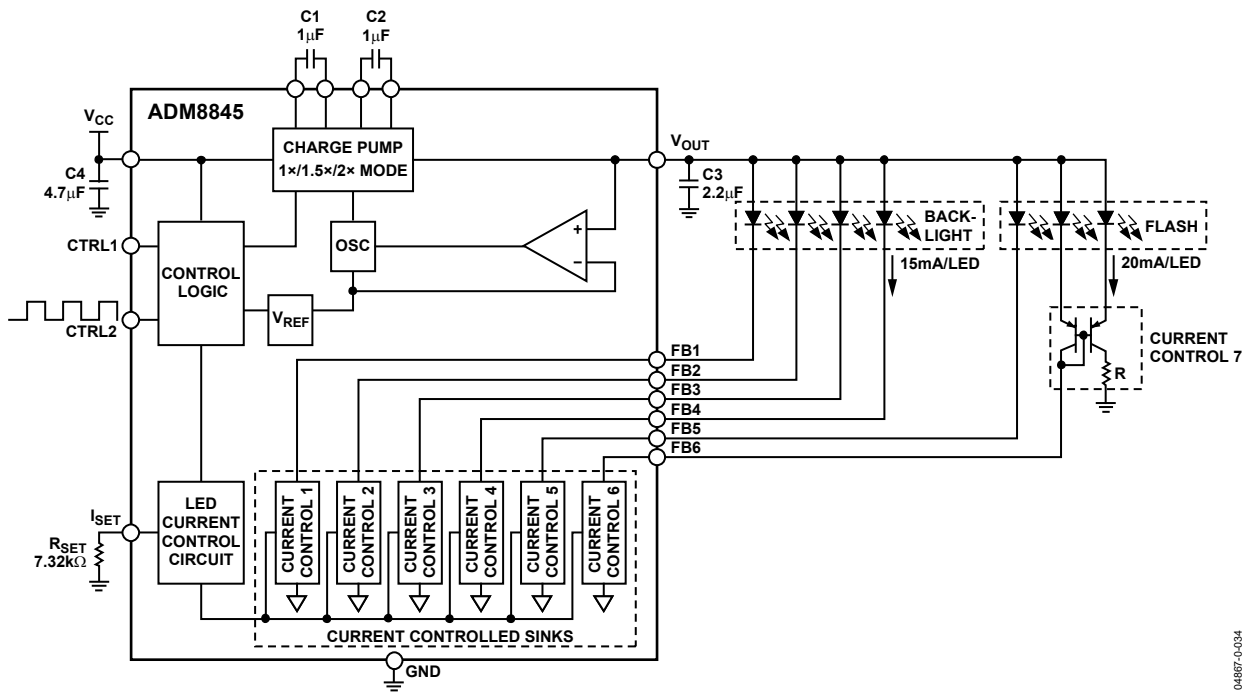 C1
1μF
C2
1μF
ADM8845
VCC
C4
4.7μF
CHARGE PUMP
1×/1.5×/2× MODE
VOUT
C3
2.2μF
BACK-
LIGHT
FLASH
15mA/LED
20mA/LED
CTRL1
CONTROL
LOGIC
OSC
+
–
VREF
CTRL2
CURRENT
CONTROL 7
R
FB1
FB2
FB3
FB4
FB5
FB6
ISET
RSET
7.32kΩ
LED
CURRENT
CONTROL
CIRCUIT
CURRENT
CONTROL 1
CURRENT
CONTROL 2
CURRENT
CONTROL 3
CURRENT
CONTROL 4
CURRENT
CONTROL 5
CURRENT
CONTROL 6
CURRENT CONTROLLED SINKS
GND
04867-0-034